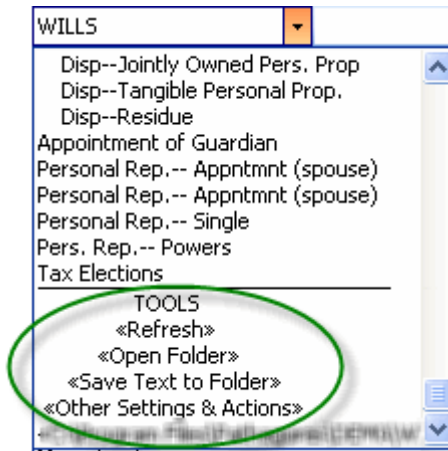 WILLS
Disp--Jointly Owned Pers. Prop
Disp--Tangible Personal Prop.
Disp--Residue
Appointment of Guardian
Personal Rep.-- Appntmnt (spouse)
Personal Rep.-- Appntmnt (spouse)
Personal Rep.-- Single
Pers. Rep.-- Powers
Tax Elections
TOOLS
«Refresh»
«Open Folder»
«Save Text to Folder»
«Other Settings & Actions»